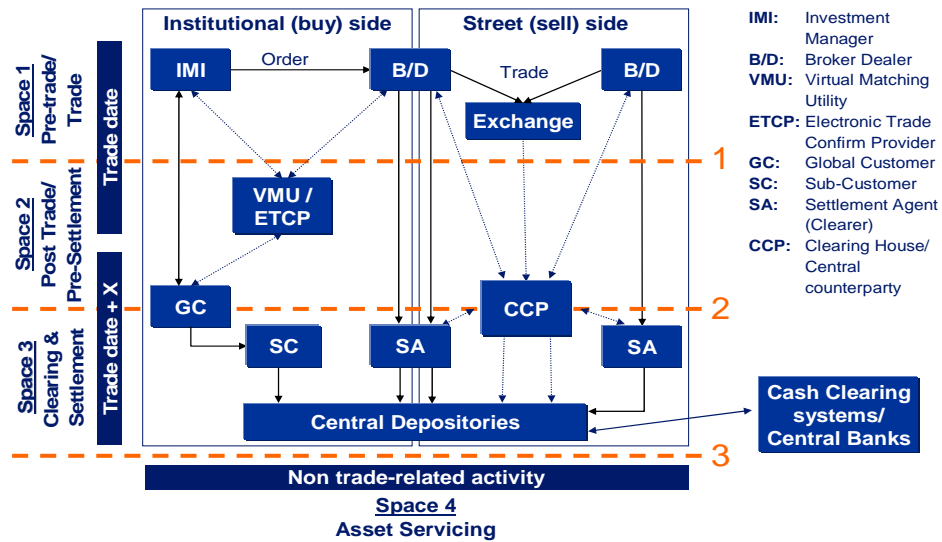 Institutional (buy) side
Street (sell) side
Space 1
Pre-trade/
Trade
Space 2
Post Trade/
Pre-Settlement
Space 3
Clearing &
Settlement
Trade date
Trade date + X
IMI
Order
B/D
Trade
B/D
Exchange
1
VMU /
ETCP
GC
CCP
2
SC
SA
SA
Central Depositories
Cash Clearing
systems/
Central Banks
3
Non trade-related activity
Space 4
Asset Servicing
IMI: Investment
Manager
B/D: Broker Dealer
VMU: Virtual Matching
Utility
ETCP: Electronic Trade
Confirm Provider
GC: Global Customer
SC: Sub-Customer
SA: Settlement Agent
(Clearer)
CCP: Clearing House/
Central
counterparty